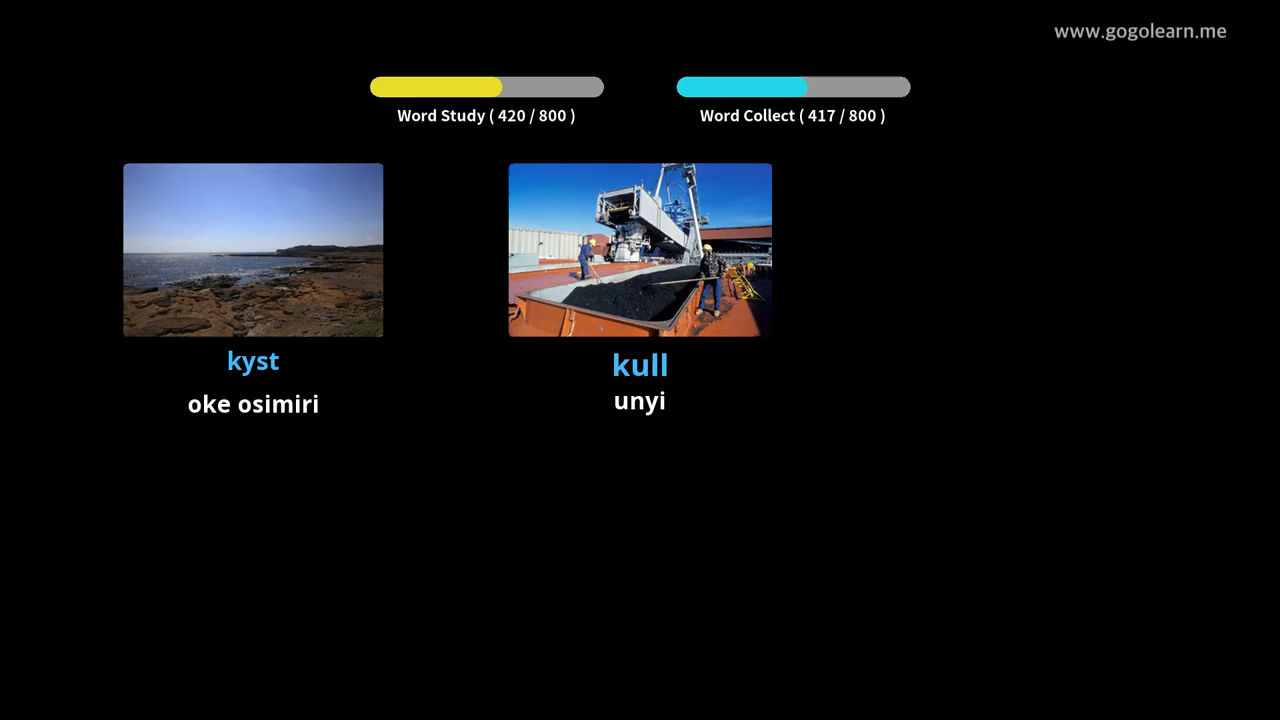 www.gogolearn.me
Word Study ( 420 / 800 )
Word Collect ( 417 / 800 )
kyst
oke osimiri
kull
unyi